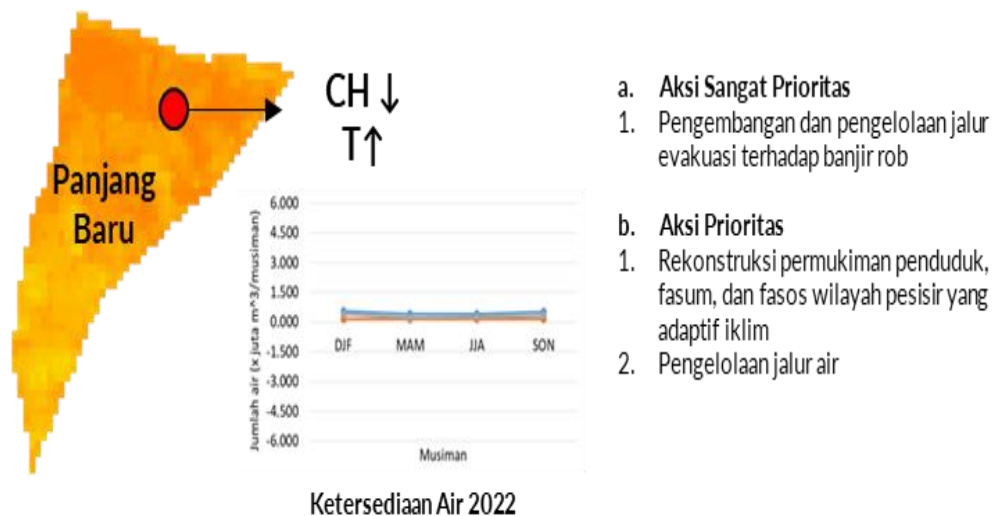 Panjang
Baru
CH ↓
T↑
Jumlah air (x juta m^3/musiman)
6.000
4.500
3.000
1.500
0.000
-1.500
-3.000
-4.500
-6.000
DJF MAM JJA SON
Musiman
Ketersediaan Air 2022
a. Aksi Sangat Prioritas
1. Pengembangan dan pengelolaan jalur
evakuasi terhadap banjir rob
b. Aksi Prioritas
1. Rekonstruksi permukiman penduduk,
fasum, dan fasos wilayah pesisir yang
adaptif iklim
2. Pengelolaan jalur air